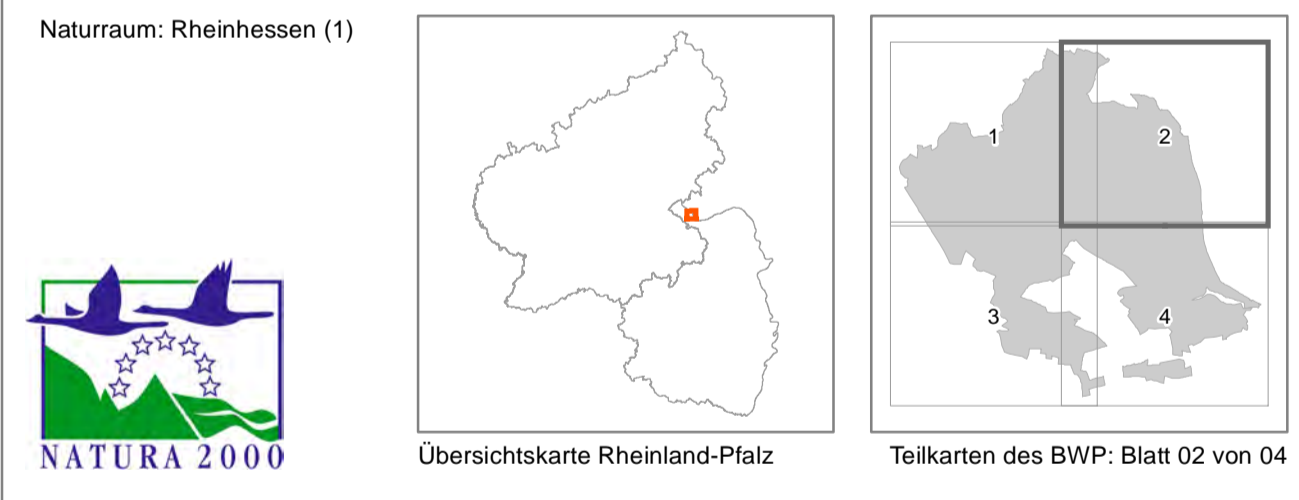 Naturraum: Rheinhessen (1)
1
2
3
4
NATURA 2000
Übersichtskarte Rheinland-Pfalz
Teilkarten des BWP: Blatt 02 von 04